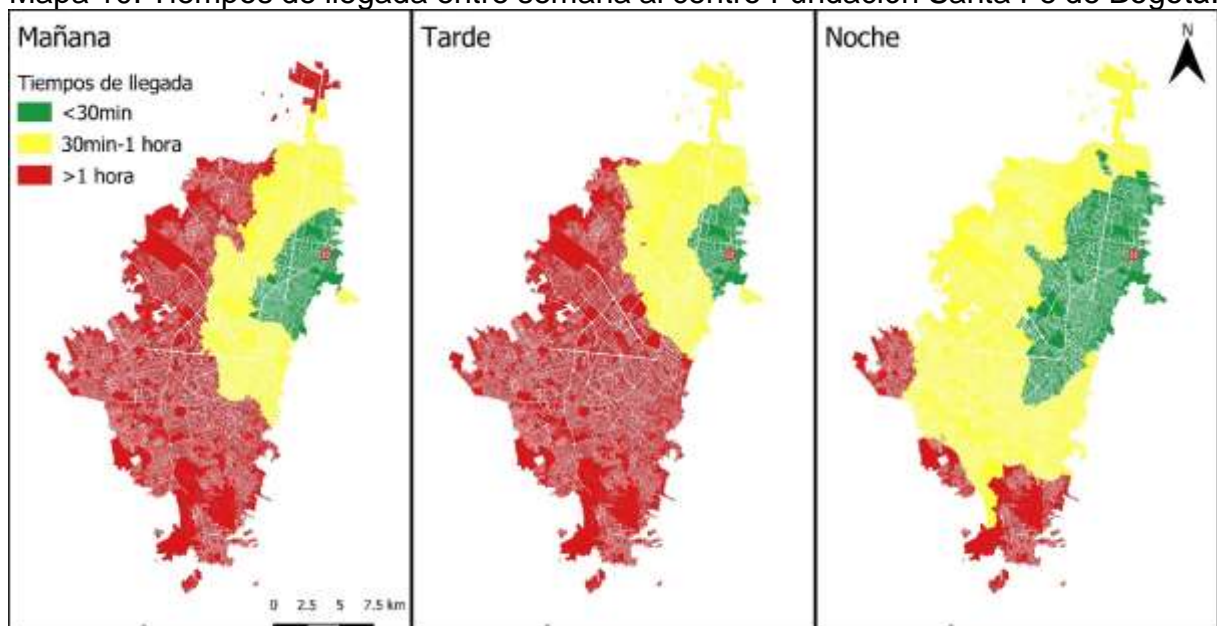 Mapa 10. Tiempos de llegada entre semana al centro Fundación Santa Fe de Bogotá.
Mañana
Tiempos de llegada
<30min
30min-1 hora
>1 hora
0 2.5 5 7.5 km
Tarde
Noche
N